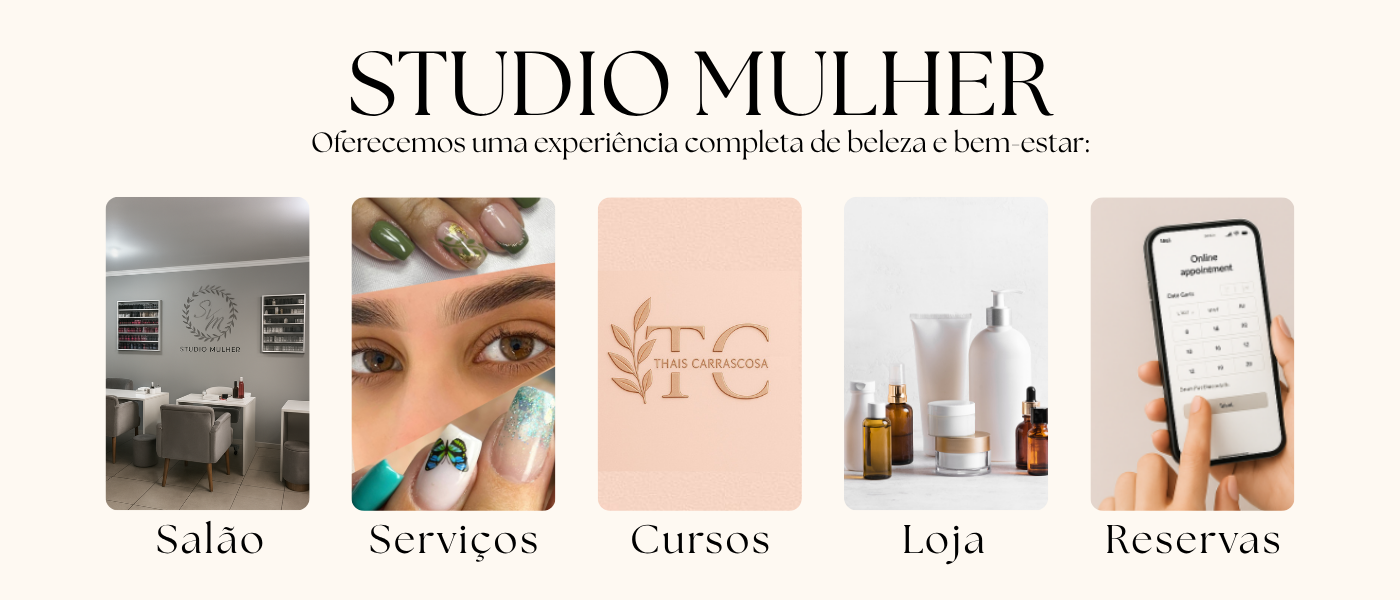 STUDIO MULHER
Oferecemos uma experiência completa de beleza e bem-estar:
SM
STUDIO MULHER
TC
THAIS CARRASCOSA
Online
appointment
Salão
Serviços
Cursos
Loja
Reservas